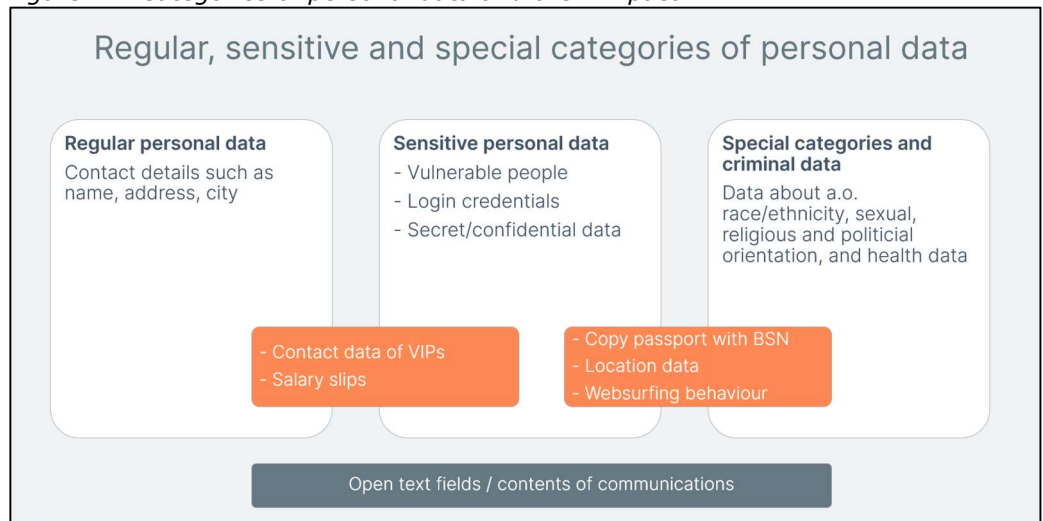 Regular, sensitive and special categories of personal data
Regular personal data
Contact details such as
name, address, city
Sensitive personal data
- Vulnerable people
- Login credentials
- Secret/confidential data
Special categories and
criminal data
Data about a.o.
race/ethnicity, sexual,
religious and politicial
orientation, and health data
- Contact data of VIPs
- Salary slips
- Copy passport with BSN
- Location data
- Websurfing behaviour
Open text fields / contents of communications